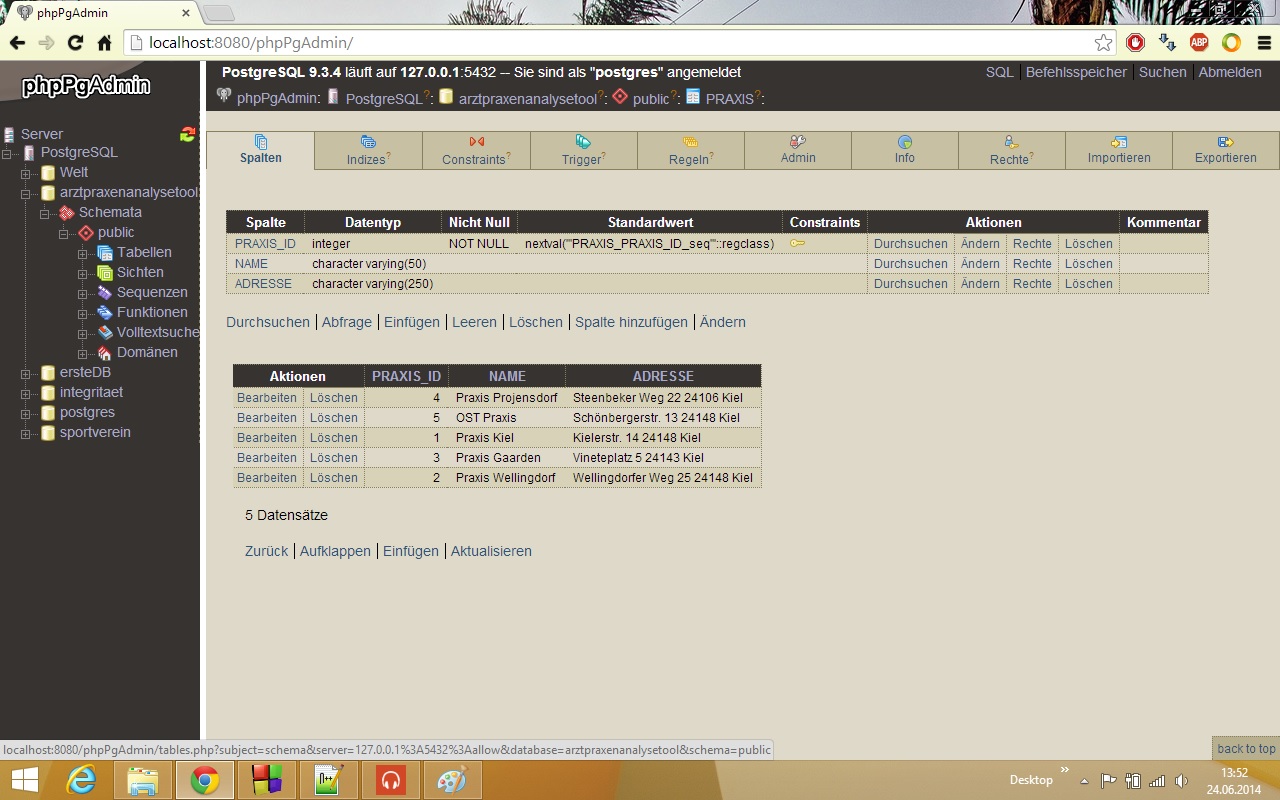 phpPgAdmin
localhost:8080/phpPgAdmin/
ABP
phpPgAdmin
Server
PostgreSQL
Welt
arztpraxenanalysetool
Schemata
public
Tabellen
Sichten
Sequenzen
Funktionen
Volltextsuche
Domänen
ersteDB
integritaet
postgres
sportverein
PostgreSQL 9.3.4 läuft auf 127.0.0.1:5432 -- Sie sind als "postgres" angemeldet
SQL | Befehlsspeicher | Suchen | Abmelden
phpPgAdmin: PostgreSQL?: arztpraxenanalysetool?: public?: PRAXIS?:
Spalten Indizes? Constraints? Trigger? Regeln? Admin Info Rechte? Importieren Exportieren
Spalte Datentyp Nicht Null Standardwert Constraints Aktionen Kommentar
PRAXIS_ID integer NOT NULL nextval('"PRAXIS_PRAXIS_ID_seq"'::regclass) Durchsuchen Ändern Rechte Löschen
NAME character varying(50) Durchsuchen Ändern Rechte Löschen
ADRESSE character varying(250) Durchsuchen Ändern Rechte Löschen
Durchsuchen | Abfrage | Einfügen | Leeren | Löschen | Spalte hinzufügen | Ändern
Aktionen PRAXIS_ID NAME ADRESSE
Bearbeiten Löschen 4 Praxis Projensdorf Steenbeker Weg 22 24106 Kiel
Bearbeiten Löschen 5 OST Praxis Schönbergerstr. 13 24148 Kiel
Bearbeiten Löschen 1 Praxis Kiel Kielerstr. 14 24148 Kiel
Bearbeiten Löschen 3 Praxis Gaarden Vineteplatz 5 24143 Kiel
Bearbeiten Löschen 2 Praxis Wellingdorf Wellingdorfer Weg 25 24148 Kiel
5 Datensätze
Zurück | Aufklappen | Einfügen | Aktualisieren
localhost:8080/phpPgAdmin/tables.php?subject=schema&server=127.0.0.1%3A5432%3Aallow&database=arztpraxenanalysetool&schema=public
back to top
Desktop
13:52
24.06.2014